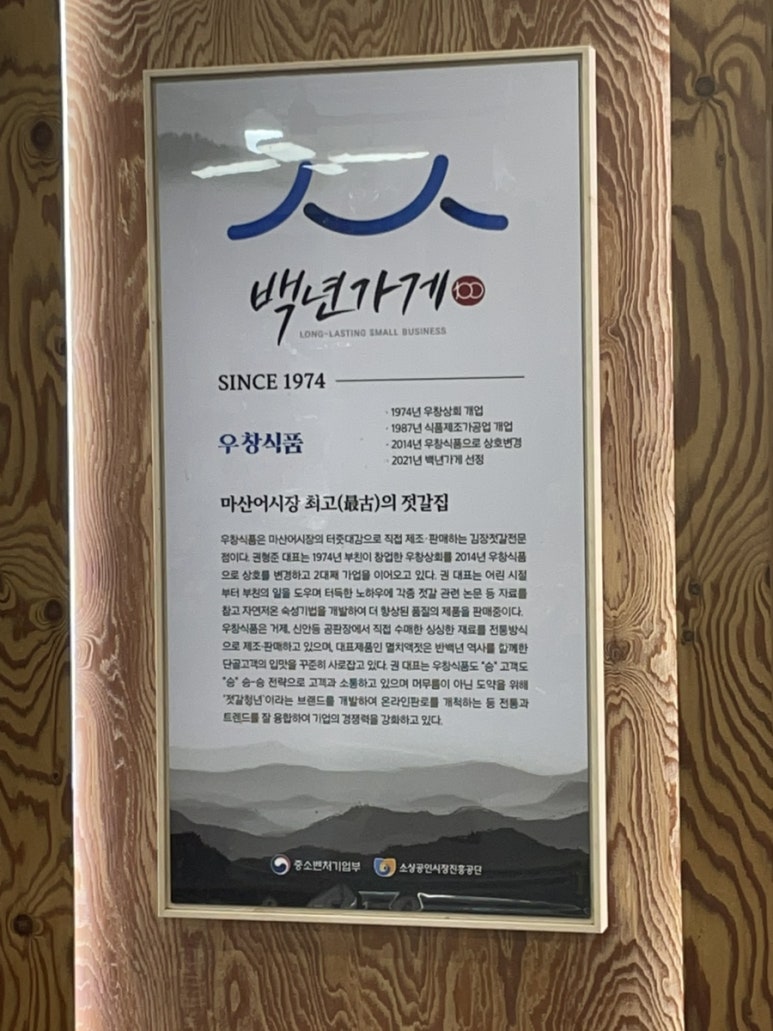 백년가게 100
LONG-LASTING SMALL BUSINESS
SINCE 1974
· 1974년 우창상회 개업
· 1987년 식품제조가공업 개업
우창식품
· 2014년 우창식품으로 상호변경
· 2021년 백년가게 선정
마산어시장 최고(最古)의 젓갈집
우창식품은 마산어시장의 터줏대감으로 직접 제조·판매하는 김장젓갈전문
점이다. 권형준 대표는 1974년 부친이 창업한 우창상회를 2014년 우창식품
으로 상호를 변경하고 2대째 가업을 이어오고 있다. 권 대표는 어린 시절
부터 부친의 일을 도우며 터득한 노하우에 각종 젓갈 관련 논문 등 자료를
참고 자연저온 숙성기법을 개발하여 더 향상된 품질의 제품을 판매중이다.
우창식품은 거제, 신안등 공판장에서 직접 수매한 싱싱한 재료를 전통방식
으로 제조·판매하고 있으며, 대표제품인 멸치액젓은 반백년 역사를 함께한
단골고객의 입맛을 꾸준히 사로잡고 있다. 권 대표는 우창식품도 "승" 고객도
"승" 승-승 전략으로 고객과 소통하고 있으며 머무름이 아닌 도약을 위해
'젓갈청년'이라는 브랜드를 개발하여 온라인판로를 개척하는 등 전통과
트렌드를 잘 융합하여 기업의 경쟁력을 강화하고 있다.
중소벤처기업부 소상공인시장진흥공단